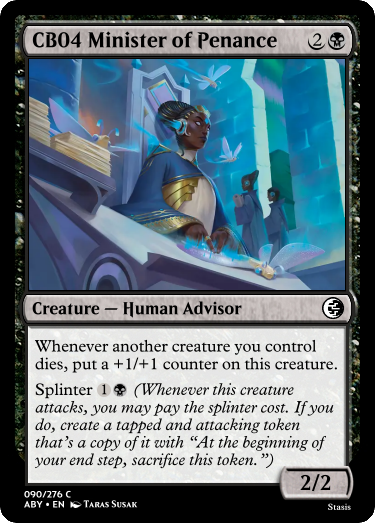 CB04 Minister of Penance 2
Creature — Human Advisor
Whenever another creature you control
dies, put a +1/+1 counter on this creature.
Splinter 1 (Whenever this creature
attacks, you may pay the splinter cost. If you
do, create a tapped and attacking token
that's a copy of it with “At the beginning of
your end step, sacrifice this token.”)
2/2
090/276 C
ABY • EN Taras Susak
Stasis